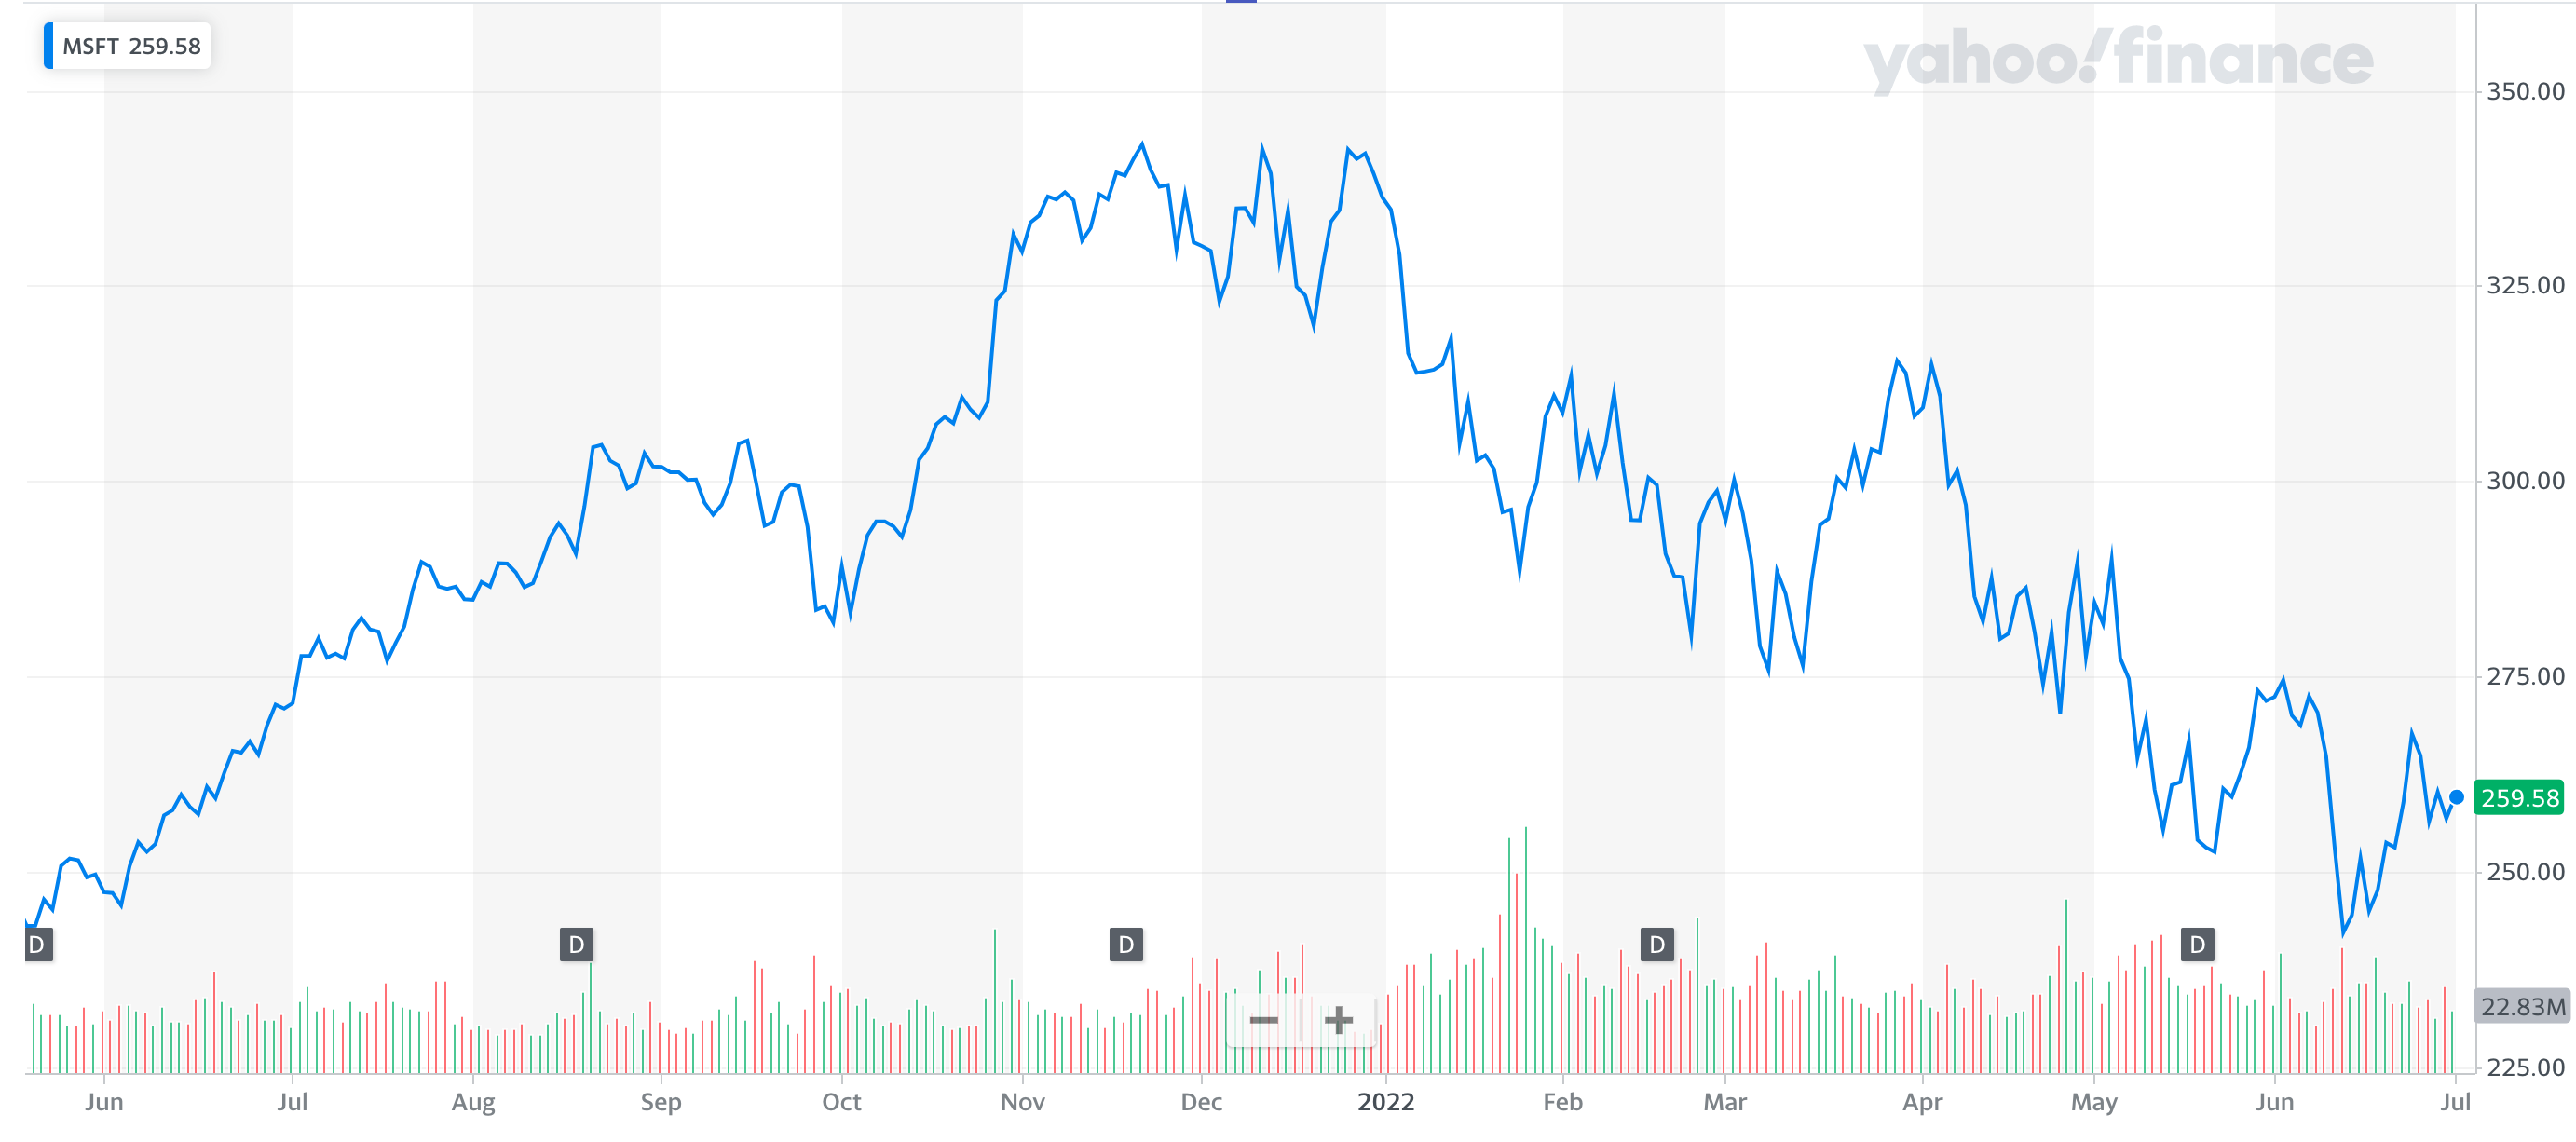 MSFT 259.58
yahoo!finance
350.00
325.00
300.00
275.00
259.58
250.00
D D D D D
22.83M
− +
225.00
Jun Jul Aug Sep Oct Nov Dec 2022 Feb Mar Apr May Jun Jul